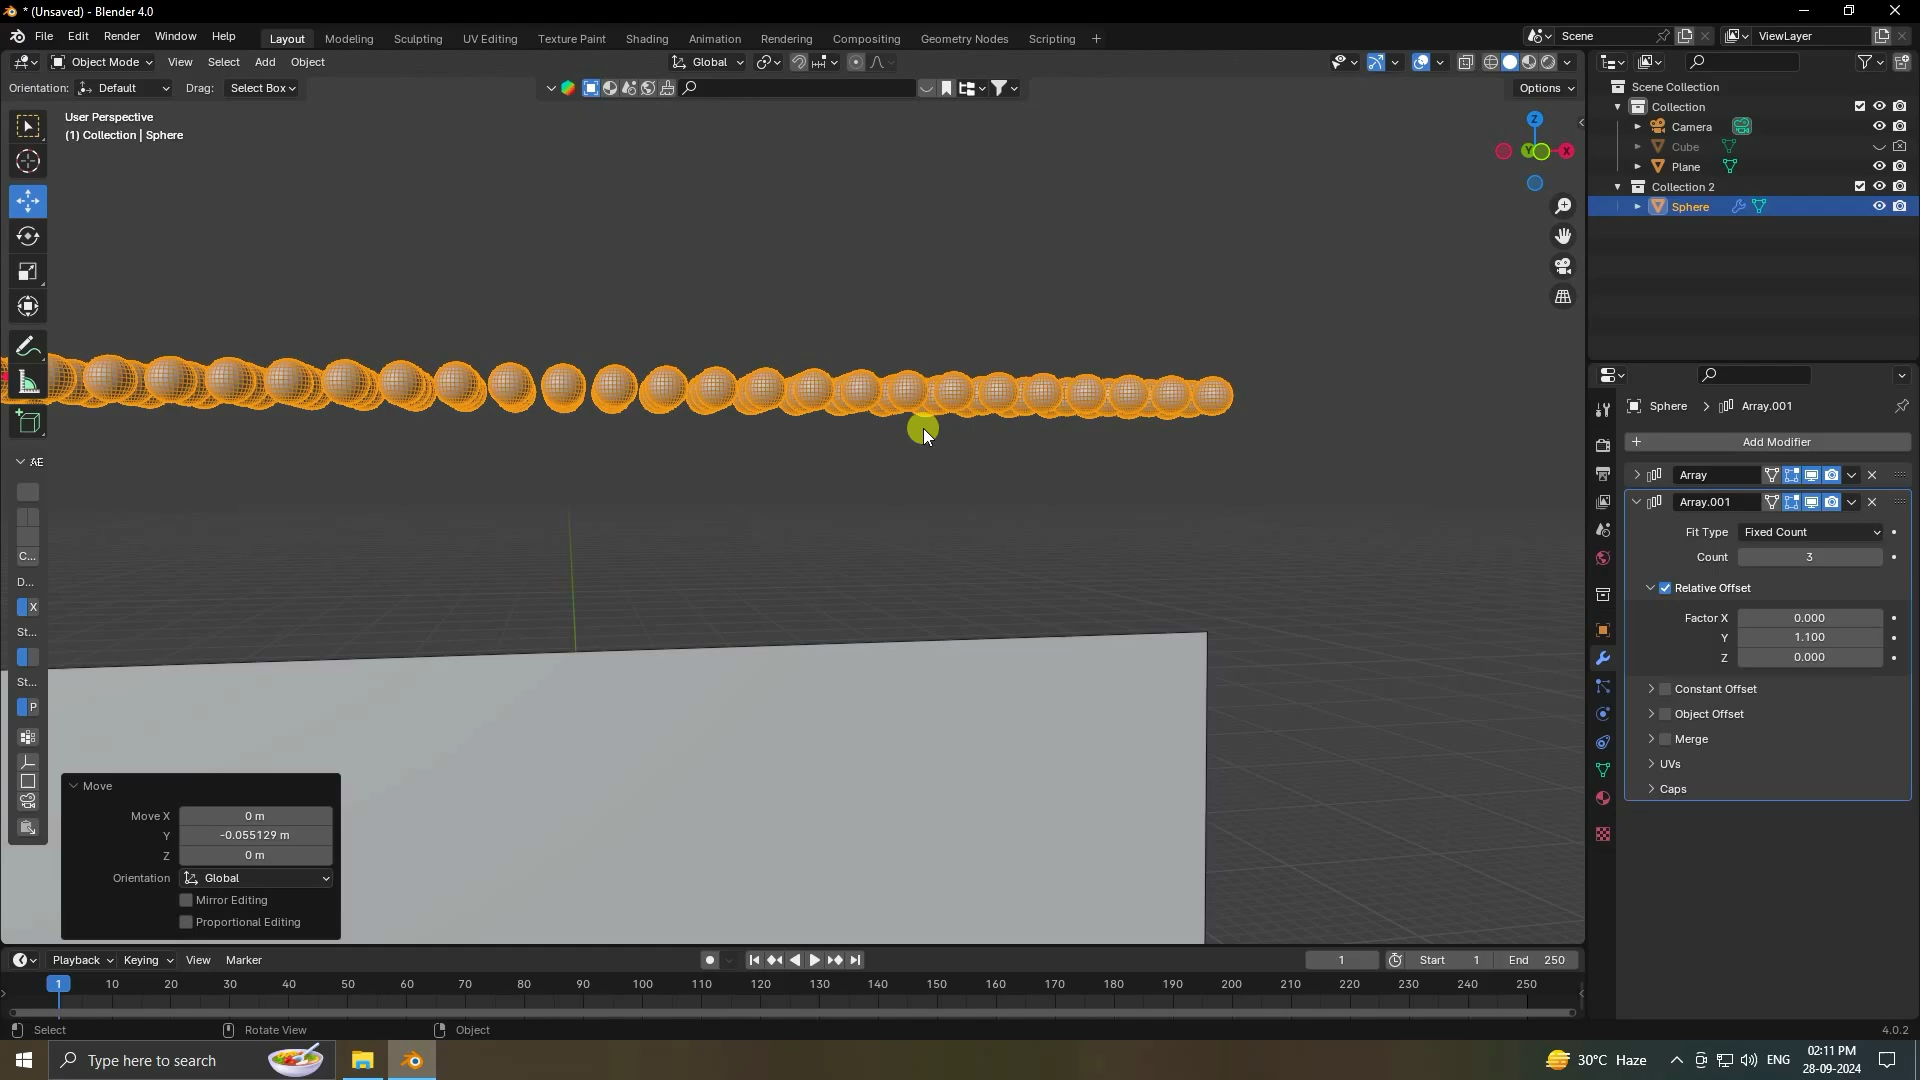 * (Unsaved) - Blender 4.0
File Edit Render Window Help
Layout Modeling Sculpting UV Editing Texture Paint Shading Animation Rendering Compositing Geometry Nodes Scripting +
Scene
ViewLayer
Object Mode View Select Add Object
Global
Orientation: Default Drag: Select Box
Options
User Perspective
(1) Collection | Sphere
Z
Y
X
Scene Collection
Collection
Camera
Cube
Plane
Collection 2
Sphere
Sphere > Array.001
+ Add Modifier
Array
Array.001
Fit Type Fixed Count
Count 3
Relative Offset
Factor X 0.000
Y 1.100
Z 0.000
Constant Offset
Object Offset
Merge
UVs
Caps
AE
C...
D...
X
St...
St...
P
Move
Move X 0 m
Y -0.055129 m
Z 0 m
Orientation Global
Mirror Editing
Proportional Editing
Playback Keying View Marker
1
Start 1
End 250
1 10 20 30 40 50 60 70 80 90 100 110 120 130 140 150 160 170 180 190 200 210 220 230 240 250
Select Rotate View Object
4.0.2
Type here to search
30°C Haze
ENG
02:11 PM
28-09-2024